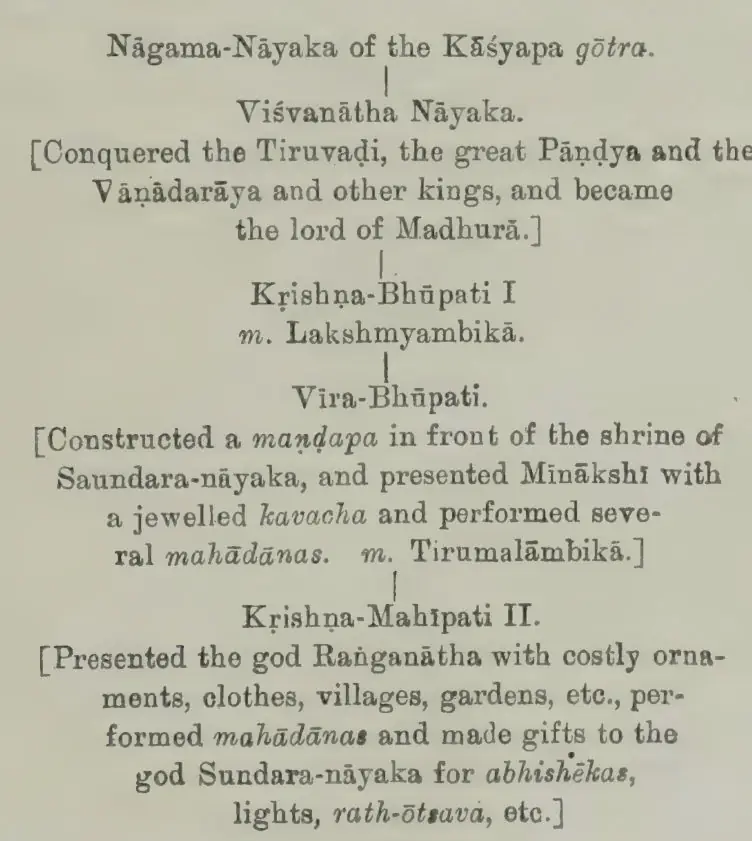 Nāgama-Nāyaka of the Kāśyapa gōtra.
Viśvanātha Nāyaka.
[Conquered the Tiruvaḍi, the great Pāṇḍya and the
Vāṇādarāya and other kings, and became
the lord of Madhurā.]
Kṛishṇa-Bhūpati I
m. Lakshmyambikā.
Vīra-Bhūpati.
[Constructed a maṇḍapa in front of the shrine of
Saundara-nāyaka, and presented Mīnākshī with
a jewelled kavacha and performed seve-
ral mahādānas. m. Tirumalāmbikā.]
Kṛishṇa-Mahīpati II.
[Presented the god Raṅganātha with costly orna-
ments, clothes, villages, gardens, etc., per-
formed mahādānas and made gifts to the
god Sundara-nāyaka for abhishēkas,
lights, rath-ōtsava, etc.]